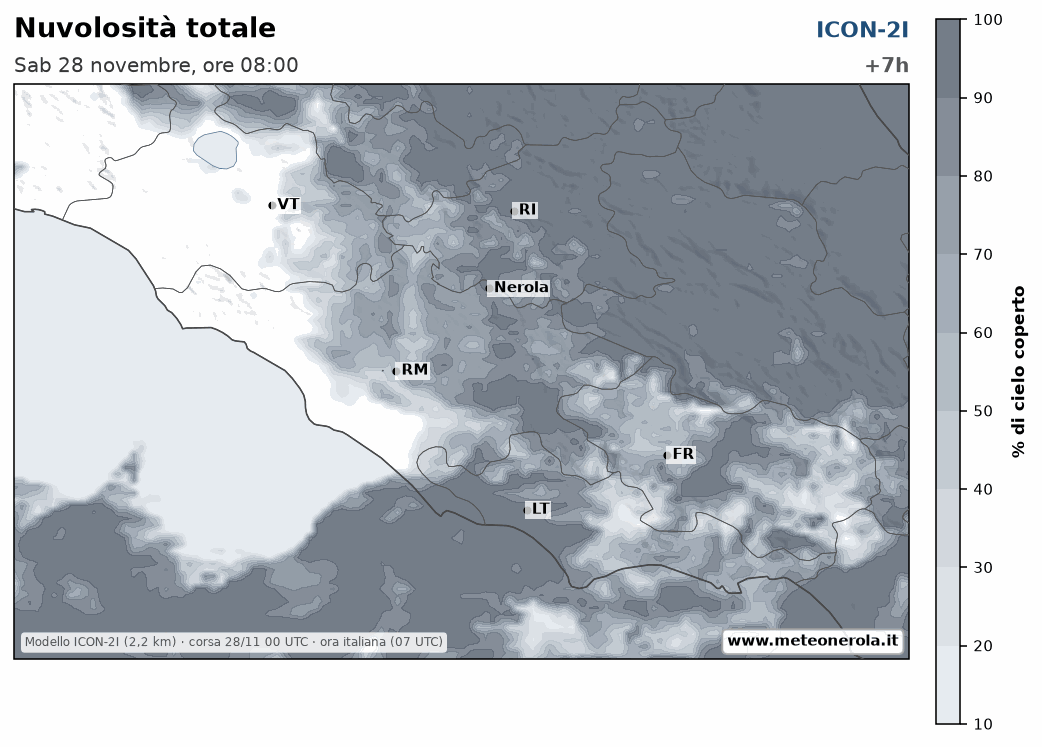 Nuvolosità totale
ICON-2I
Sab 28 novembre, ore 08:00
+7h
100
90
80
70
60
50
40
30
20
10
% di cielo coperto
VT
RI
Nerola
RM
FR
LT
Modello ICON-2I (2,2 km) · corsa 28/11 00 UTC · ora italiana (07 UTC)
www.meteonerola.it